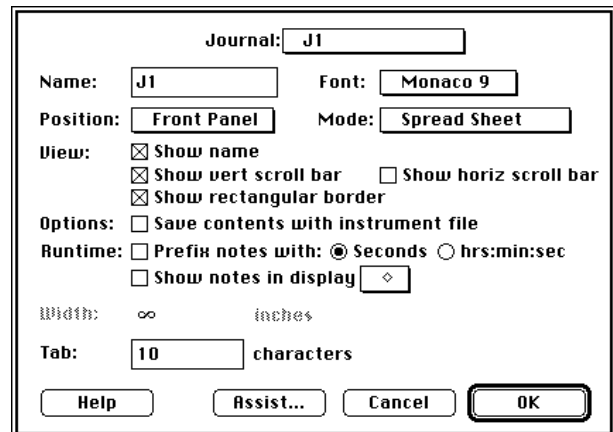 Journal: J1
Name: J1 Font: Monaco 9
Position: Front Panel Mode: Spread Sheet
View: Show name
Show vert scroll bar Show horiz scroll bar
Show rectangular border
Options: Save contents with instrument file
Runtime: Prefix notes with: Seconds hrs:min:sec
Show notes in display
Width: ∞ inches
Tab: 10 characters
Help Assist... Cancel OK